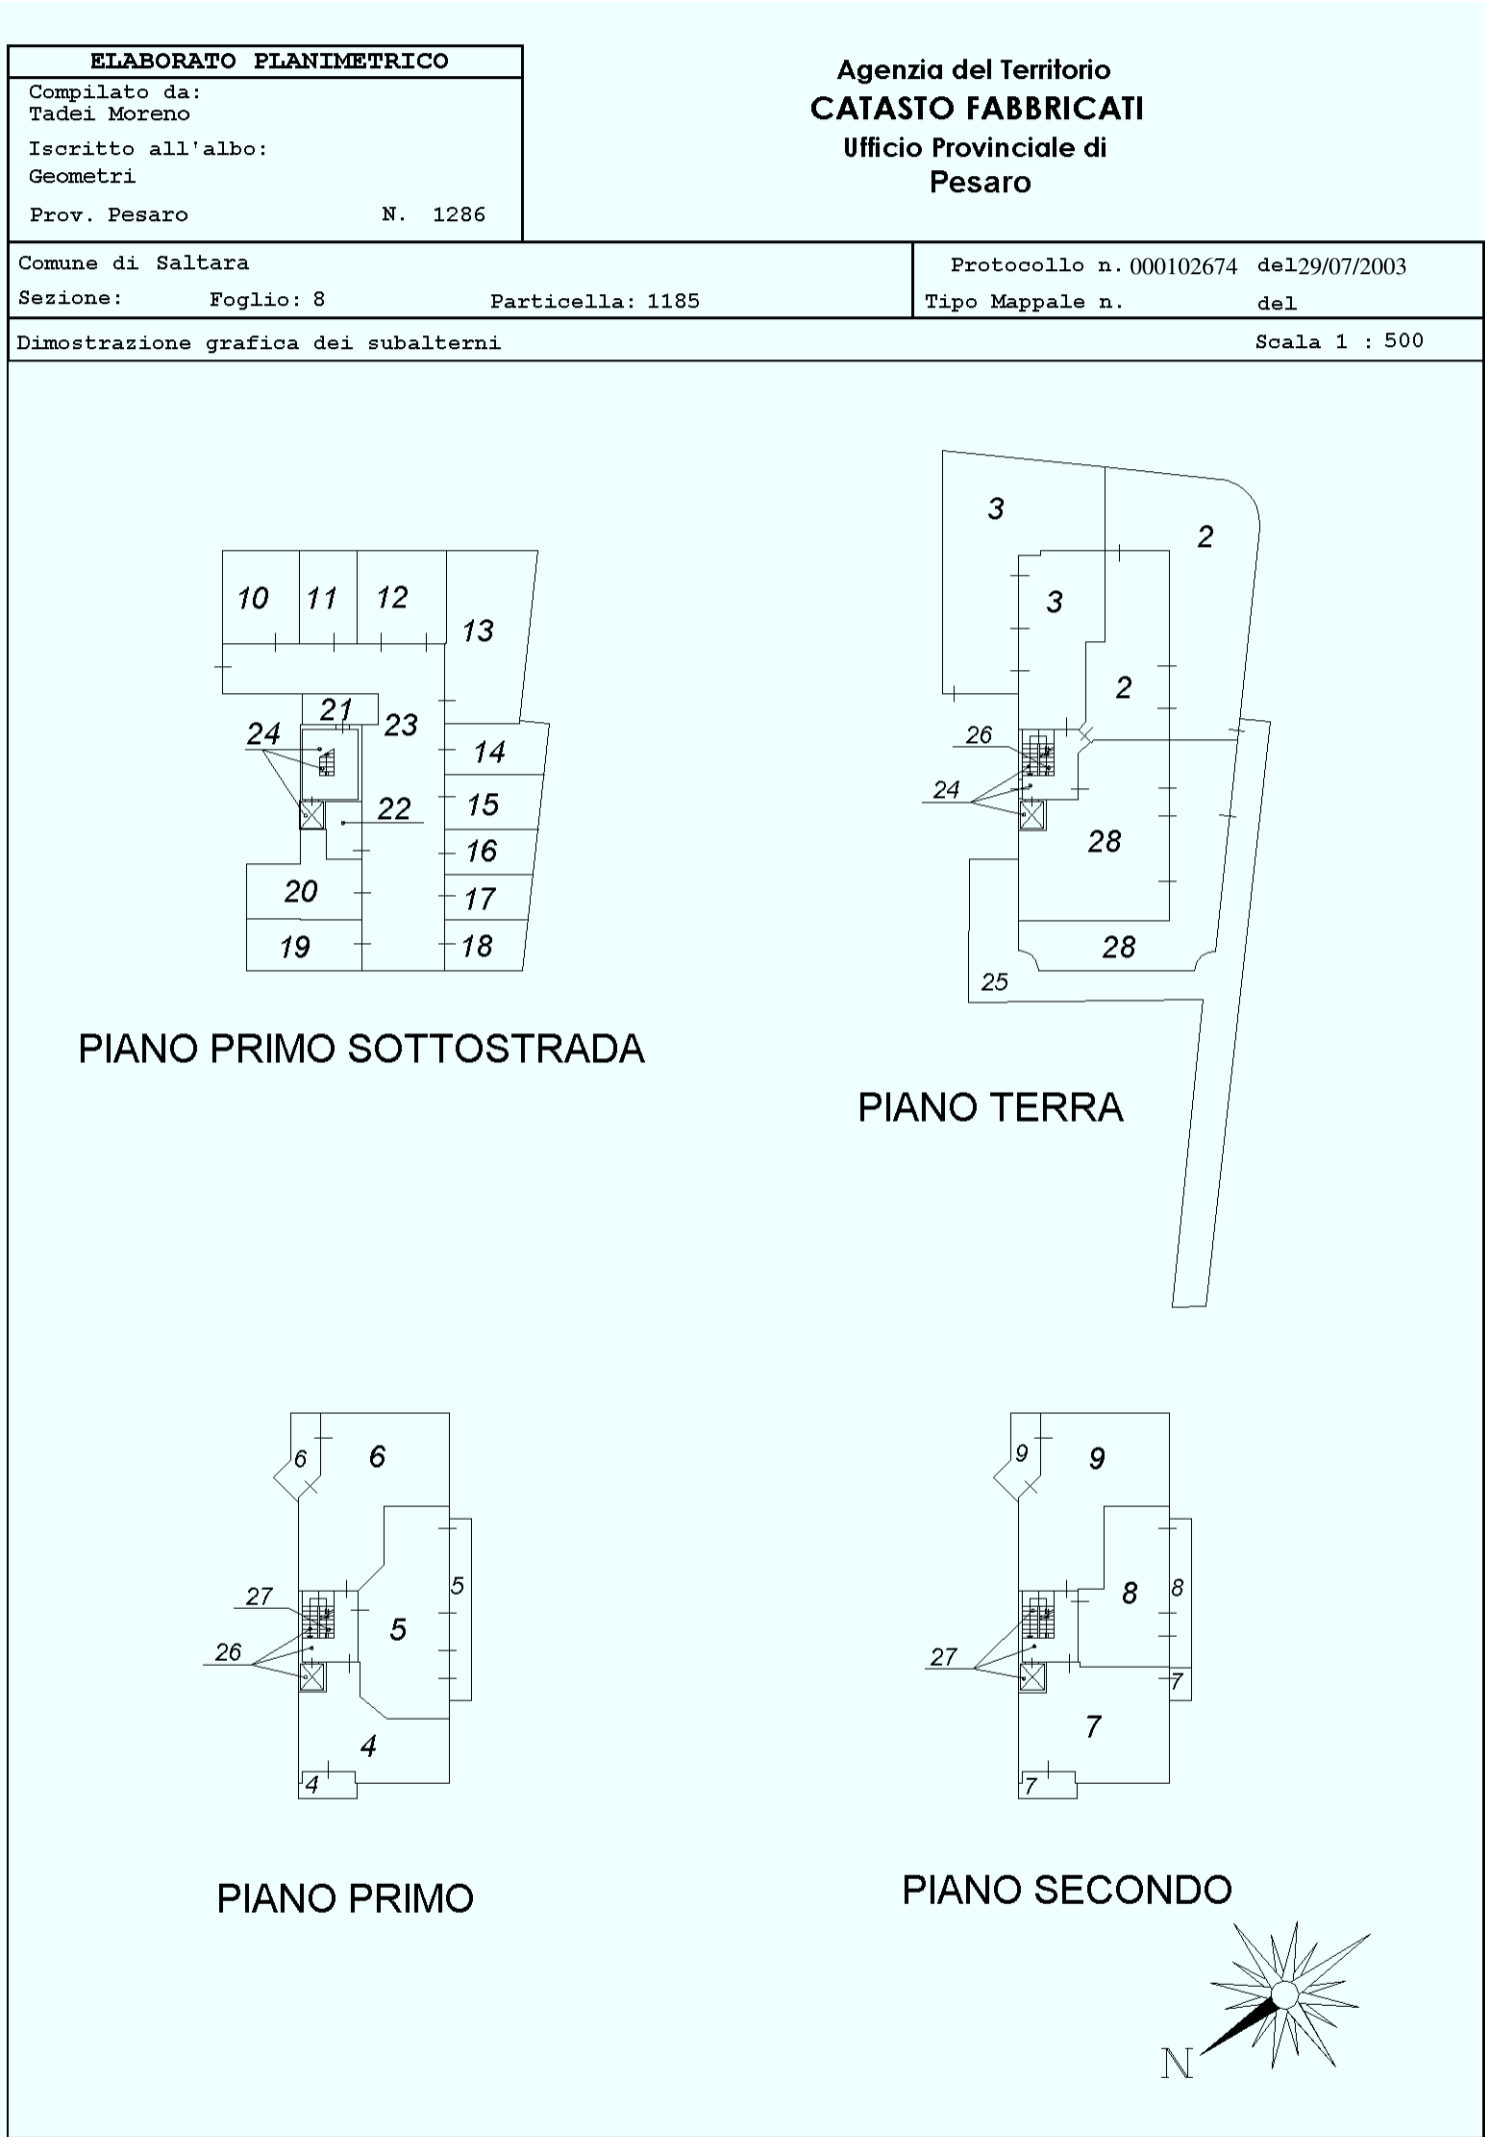 ELABORATO PLANIMETRICO
Compilato da:
Tadei Moreno
Iscritto all'albo:
Geometri
Prov. Pesaro N. 1286
Agenzia del Territorio
CATASTO FABBRICATI
Ufficio Provinciale di
Pesaro
Comune di Saltara
Sezione: Foglio: 8 Particella: 1185
Protocollo n. 000102674 del 29/07/2003
Tipo Mappale n. del
Dimostrazione grafica dei subalterni Scala 1 : 500
10 11 12
13
21
23
24
14
22
15
16
20
17
19
18
PIANO PRIMO SOTTOSTRADA
3
2
3
2
26
24
28
28
25
PIANO TERRA
6 6
5
27
5
26
4
4
PIANO PRIMO
9 9
8 8
27
7
7
7
PIANO SECONDO
N